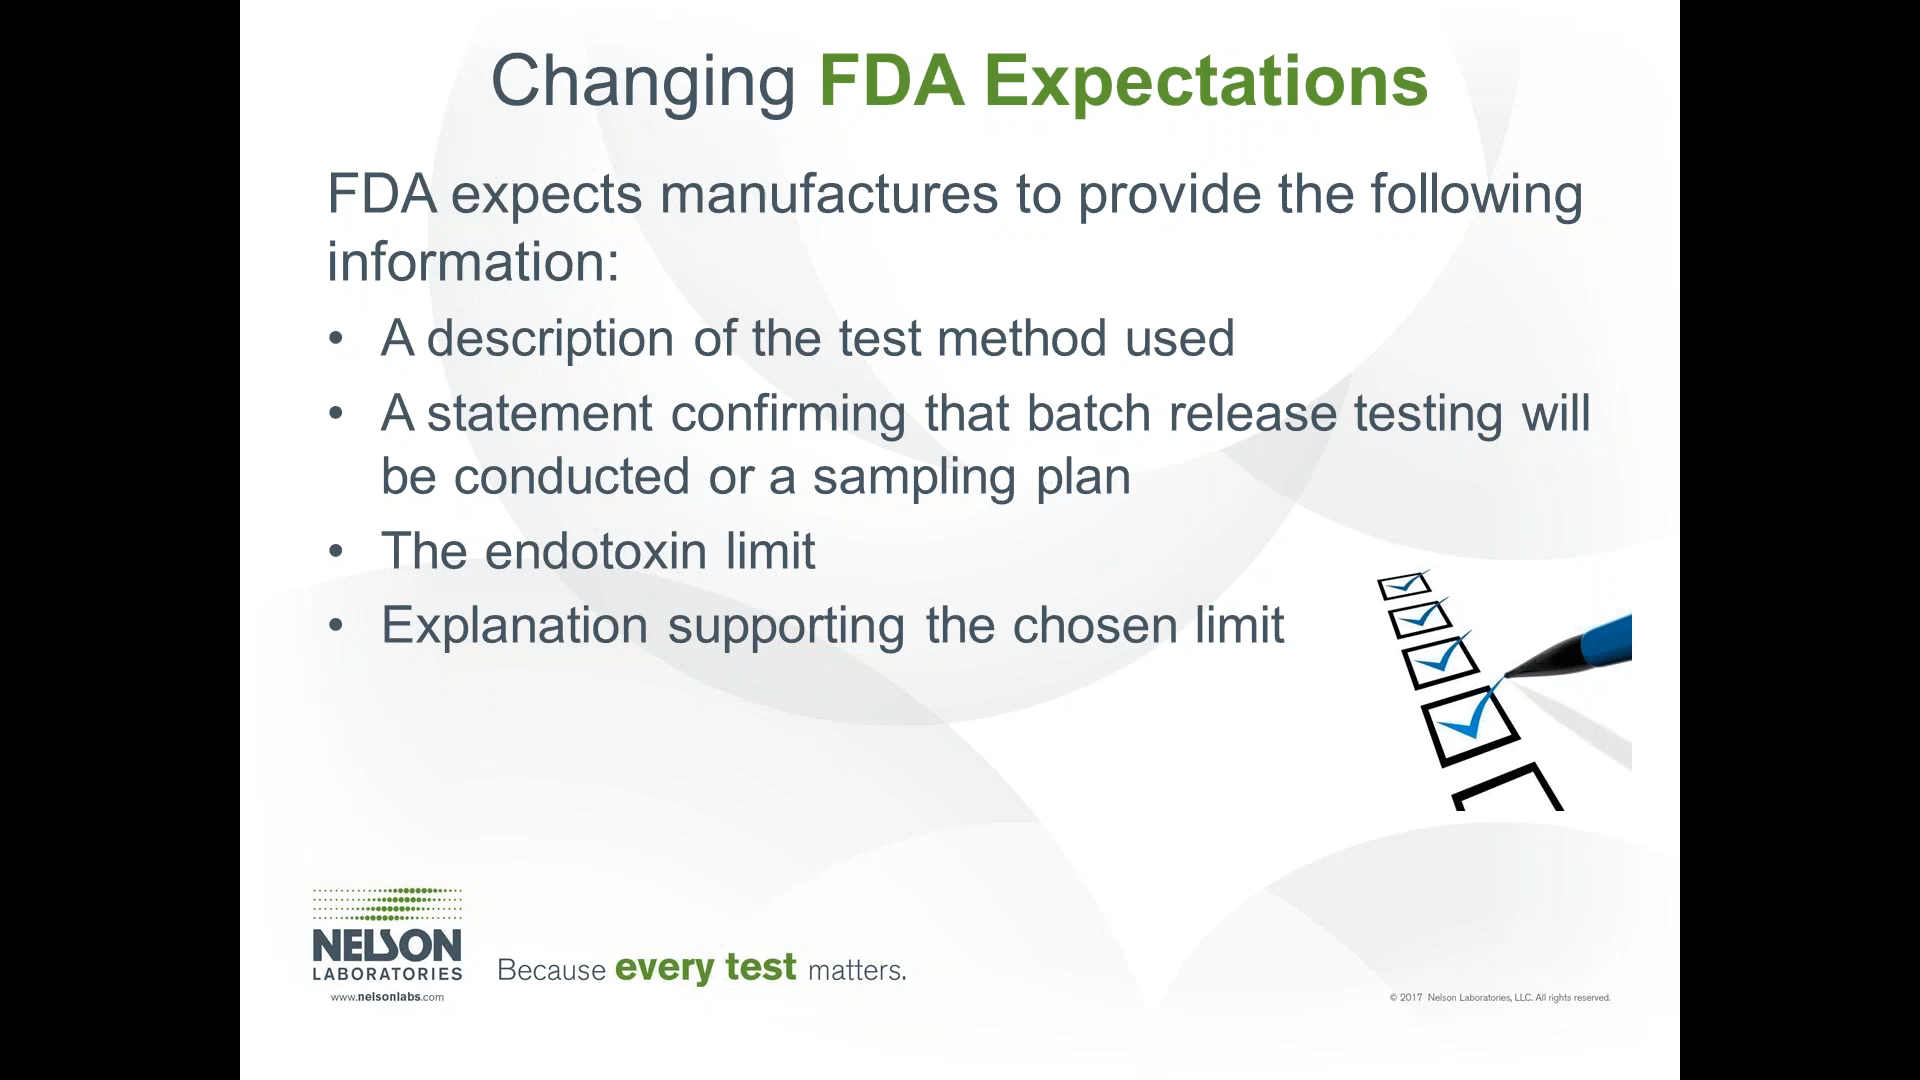 Changing FDA Expectations
FDA expects manufactures to provide the following
information:
• A description of the test method used
• A statement confirming that batch release testing will
be conducted or a sampling plan
• The endotoxin limit
• Explanation supporting the chosen limit
NELSON
LABORATORIES
www.nelsonlabs.com
Because every test matters.
© 2017 Nelson Laboratories, LLC. All rights reserved.